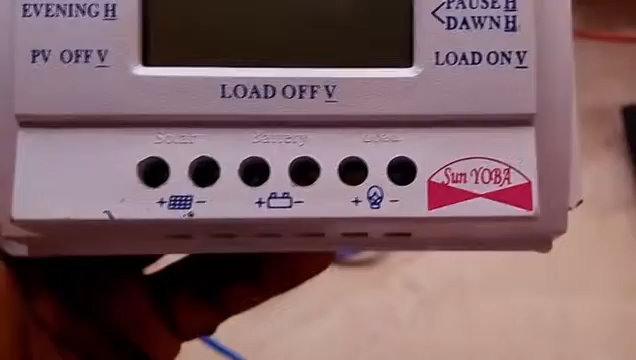 EVENING H
PAUSE H
DAWN H
PV OFF V
LOAD ON V
LOAD OFF V
Solar
Battery
Load
Sun YOBA
+ -
+ -
+ -